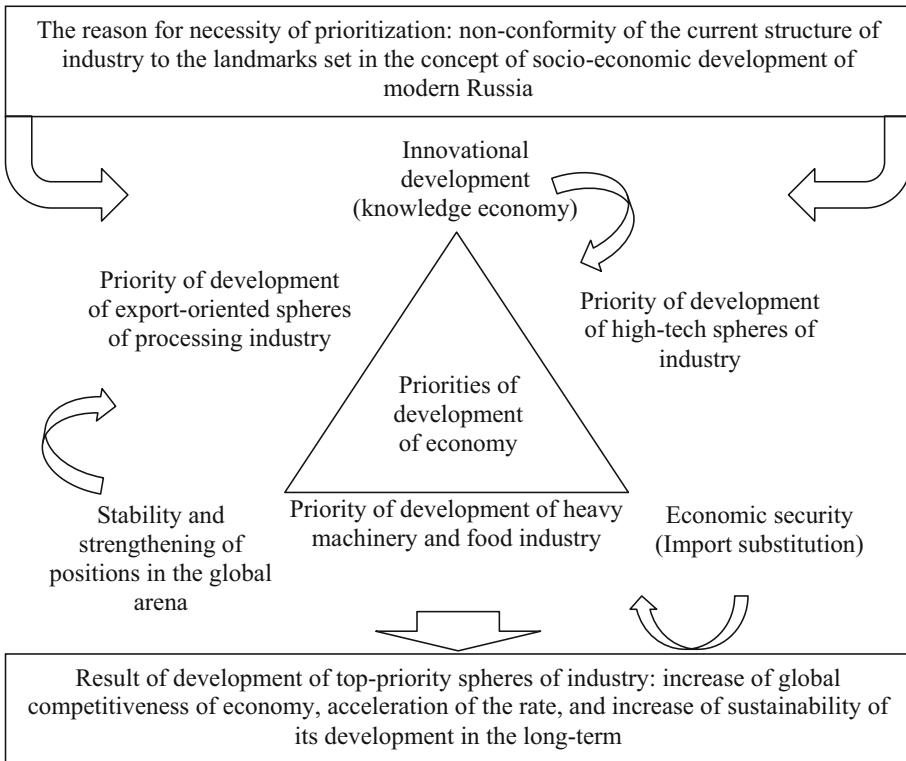 The reason for necessity of prioritization: non-conformity of the current structure of
industry to the landmarks set in the concept of socio-economic development of
modern Russia
Innovational
development
(knowledge economy)
Priority of development
of export-oriented spheres
of processing industry
Priority of development
of high-tech spheres of
industry
Priorities of
development
of economy
Stability and
strengthening of
positions in the global
arena
Priority of development of heavy
machinery and food industry
Economic security
(Import substitution)
Result of development of top-priority spheres of industry: increase of global
competitiveness of economy, acceleration of the rate, and increase of sustainability of
its development in the long-term